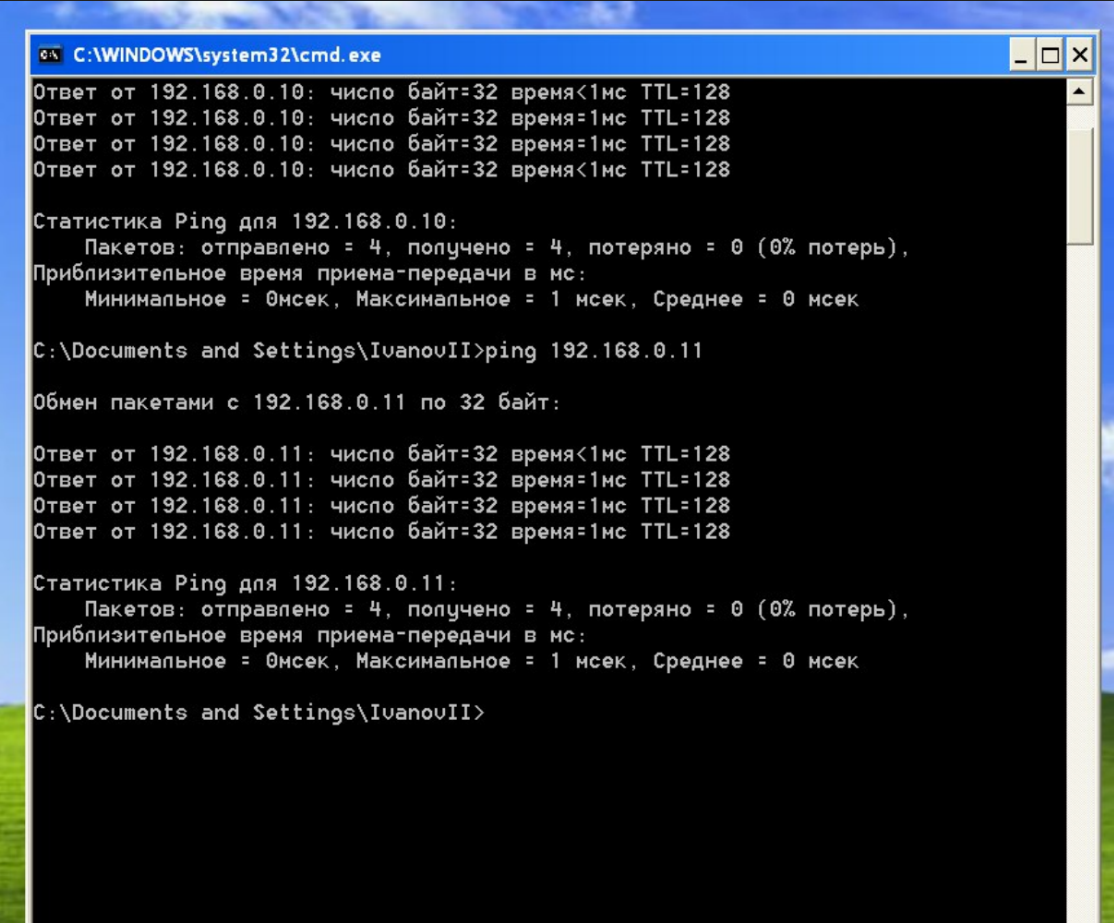 C:\WINDOWS\system32\cmd.exe
Ответ от 192.168.0.10: число байт=32 время<1мс TTL=128
Ответ от 192.168.0.10: число байт=32 время=1мс TTL=128
Ответ от 192.168.0.10: число байт=32 время=1мс TTL=128
Ответ от 192.168.0.10: число байт=32 время<1мс TTL=128
Статистика Ping для 192.168.0.10:
Пакетов: отправлено = 4, получено = 4, потеряно = 0 (0% потерь),
Приблизительное время приема-передачи в мс:
Минимальное = 0мсек, Максимальное = 1 мсек, Среднее = 0 мсек
C:\Documents and Settings\IvanovII>ping 192.168.0.11
Обмен пакетами с 192.168.0.11 по 32 байт:
Ответ от 192.168.0.11: число байт=32 время<1мс TTL=128
Ответ от 192.168.0.11: число байт=32 время=1мс TTL=128
Ответ от 192.168.0.11: число байт=32 время=1мс TTL=128
Ответ от 192.168.0.11: число байт=32 время=1мс TTL=128
Статистика Ping для 192.168.0.11:
Пакетов: отправлено = 4, получено = 4, потеряно = 0 (0% потерь),
Приблизительное время приема-передачи в мс:
Минимальное = 0мсек, Максимальное = 1 мсек, Среднее = 0 мсек
C:\Documents and Settings\IvanovII>